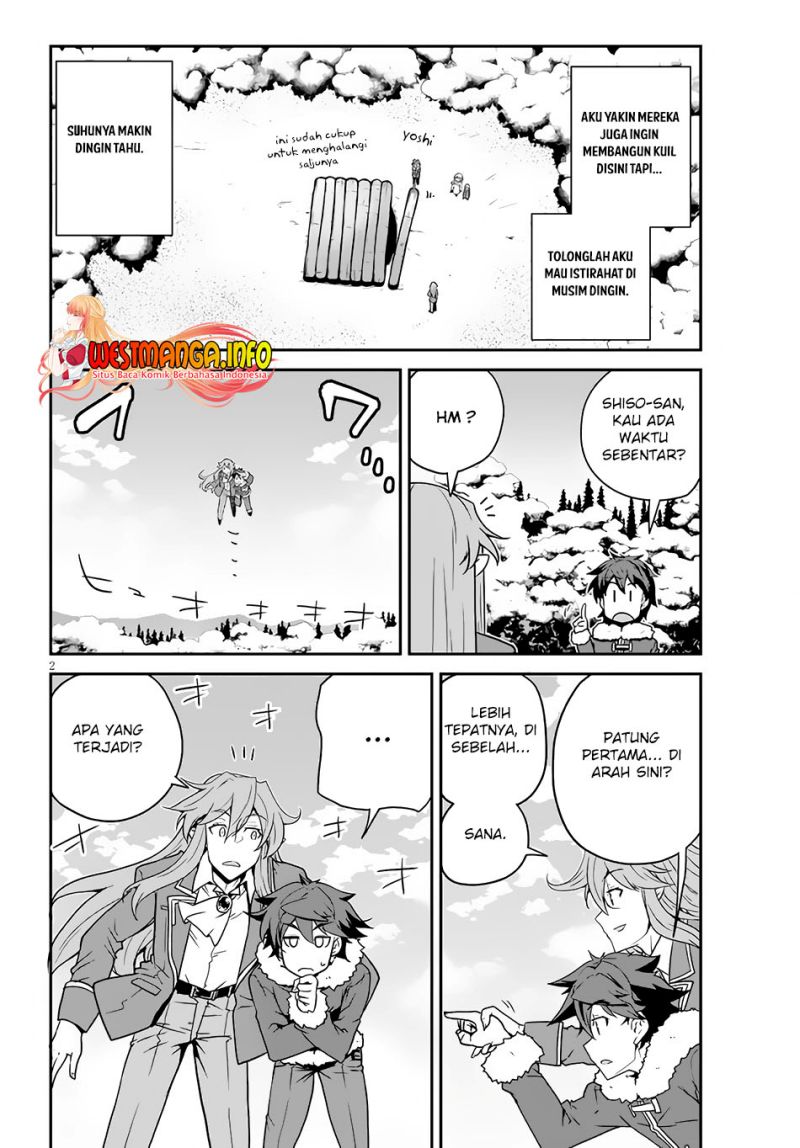 AKU YAKIN MEREKA
JUGA INGIN
MEMBANGUN KUIL
DISINI TAPI...
TOLONGLAH AKU
MAU ISTIRAHAT DI
MUSIM DINGIN.
yoshi
ini sudah cukup
untuk menghalangi
saljunya
SUHUNYA MAKIN
DINGIN TAHU.
WESTMANGA.INFO
Situs Baca Komik Berbahasa Indonesia
SHISO-SAN,
KAU ADA
WAKTU
SEBENTAR?
HM ?
2
PATUNG
PERTAMA... DI
ARAH SINI?
LEBIH
TEPATNYA, DI
SEBELAH...
SANA.
...
APA YANG
TERJADI?